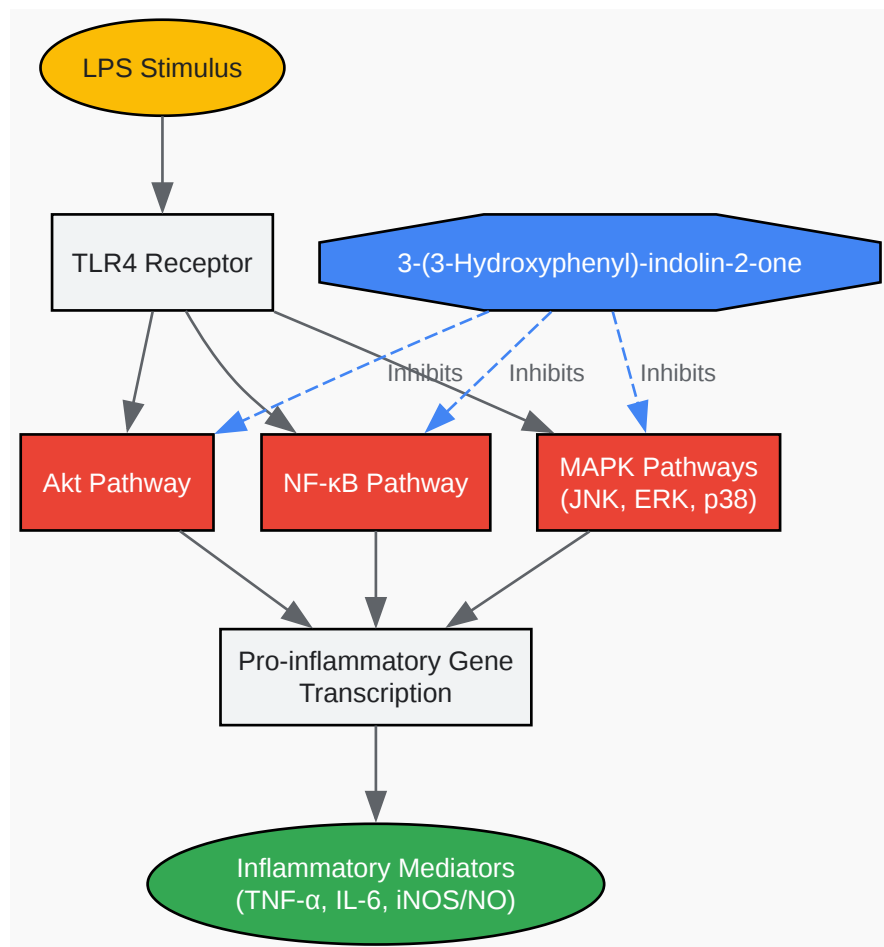 LPS Stimulus
TLR4 Receptor
3-(3-Hydroxyphenyl)-indolin-2-one
Inhibits
Inhibits
Inhibits
Akt Pathway
NF-κB Pathway
MAPK Pathways
(JNK, ERK, p38)
Pro-inflammatory Gene
Transcription
Inflammatory Mediators
(TNF-α, IL-6, iNOS/NO)